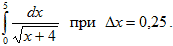 ∫₀⁵ dx/√(x+4) при Δx = 0,25.